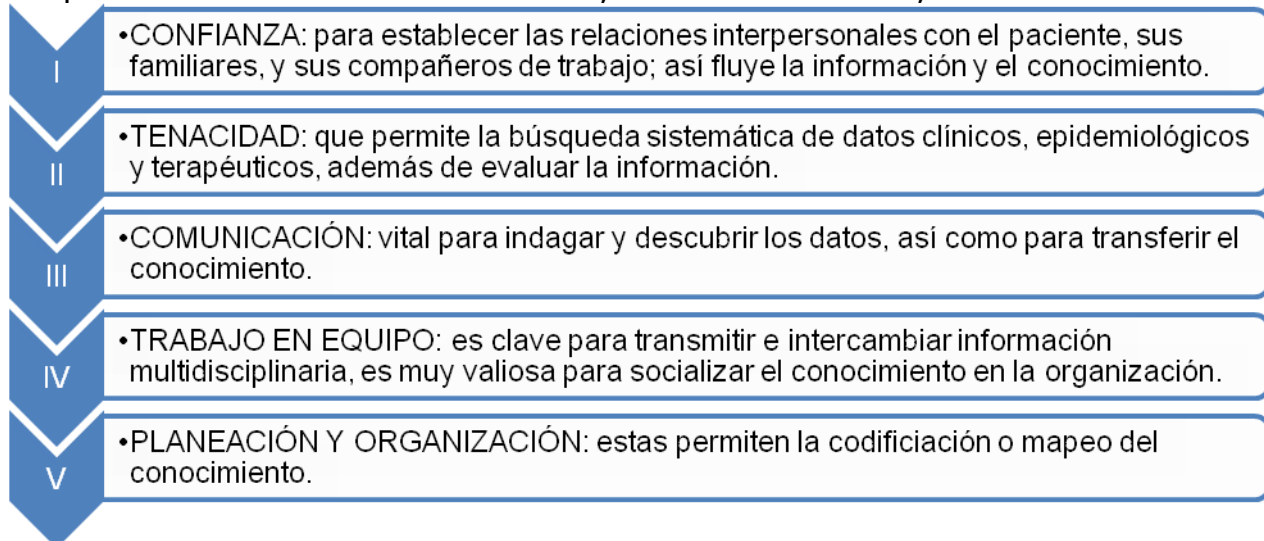 I
•CONFIANZA: para establecer las relaciones interpersonales con el paciente, sus
familiares, y sus compañeros de trabajo; así fluye la información y el conocimiento.
II
•TENACIDAD: que permite la búsqueda sistemática de datos clínicos, epidemiológicos
y terapéuticos, además de evaluar la información.
III
•COMUNICACIÓN: vital para indagar y descubrir los datos, así como para transferir el
conocimiento.
IV
•TRABAJO EN EQUIPO: es clave para transmitir e intercambiar información
multidisciplinaria, es muy valiosa para socializar el conocimiento en la organización.
V
•PLANEACIÓN Y ORGANIZACIÓN: estas permiten la codificiación o mapeo del
conocimiento.